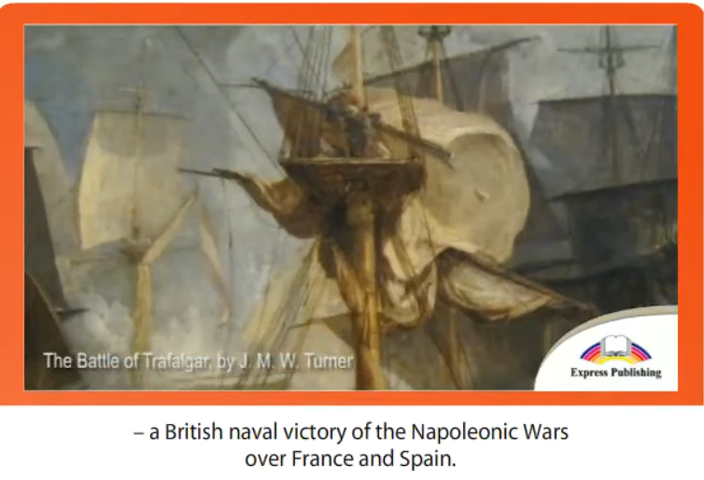 The Battle of Trafalgar, by J. M. W. Turner
Express Publishing
– a British naval victory of the Napoleonic Wars
over France and Spain.